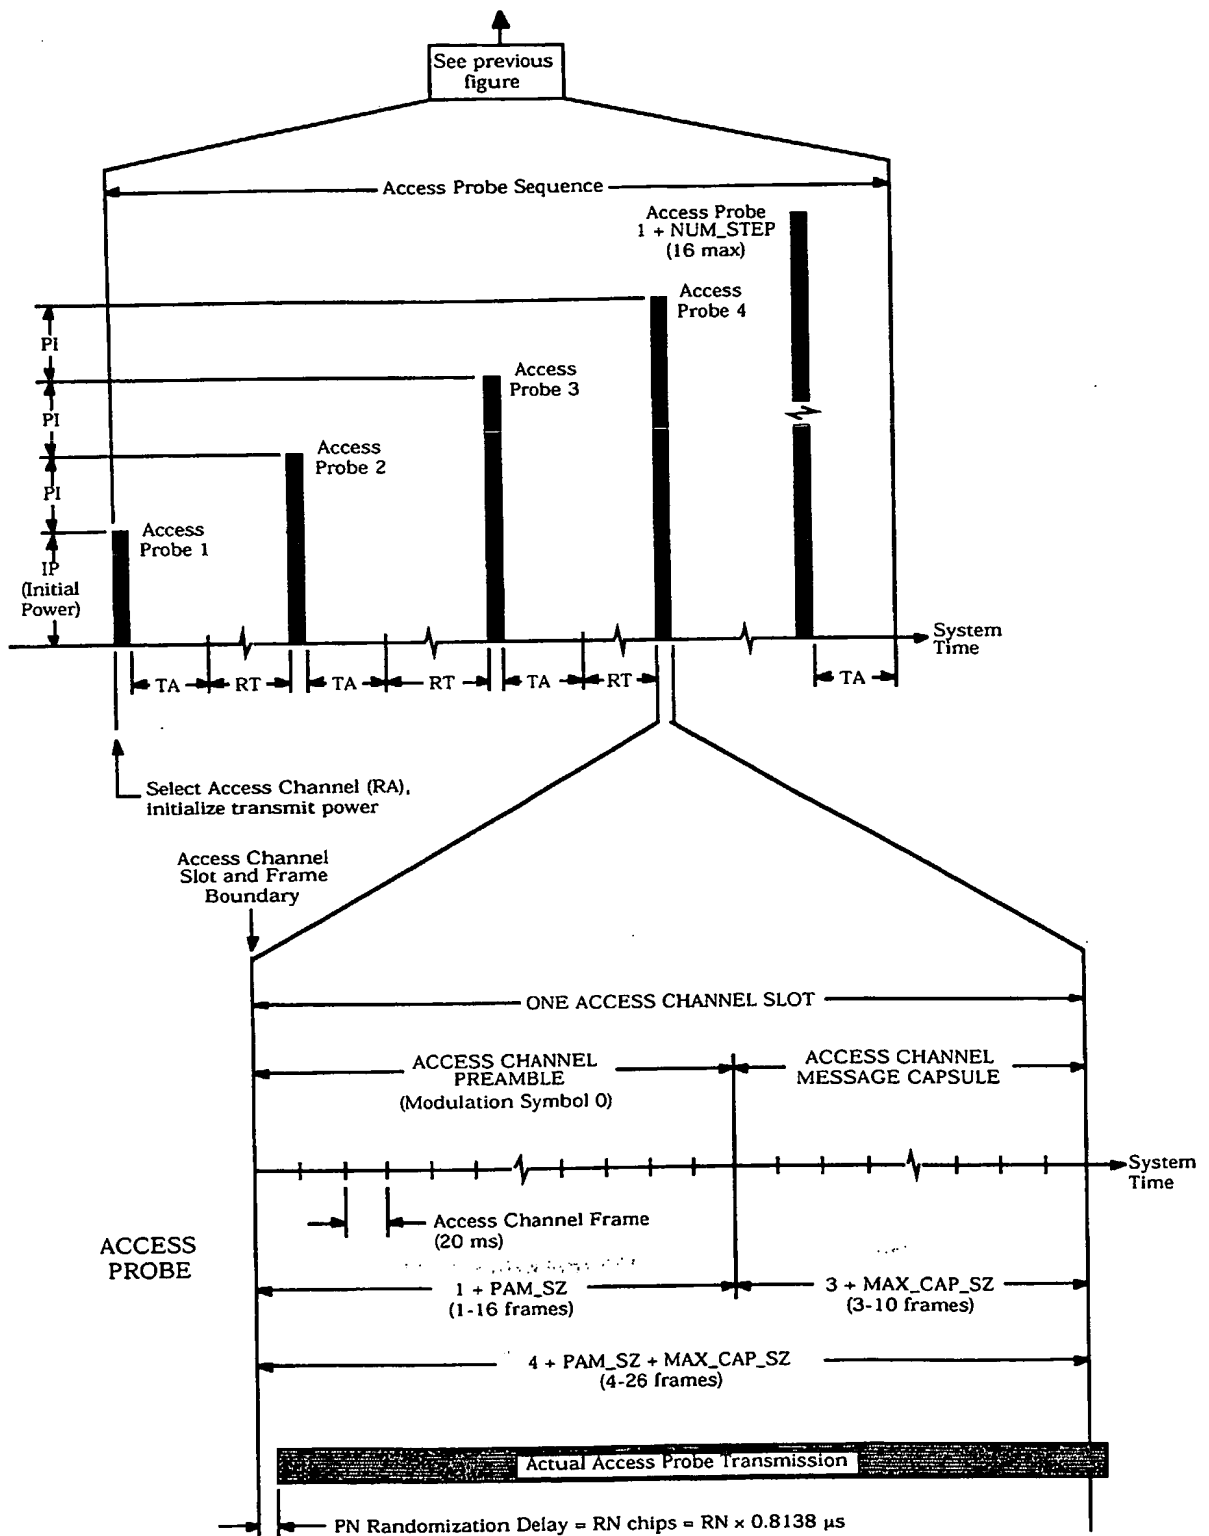 See previous
figure
Access Probe Sequence
Access Probe
1 + NUM_STEP
(16 max)
Access
Probe 4
PI
Access
Probe 3
PI
Access
Probe 2
PI
Access
Probe 1
IP
(Initial
Power)
System
Time
TA
RT
TA
RT
TA
RT
TA
Select Access Channel (RA),
initialize transmit power
Access Channel
Slot and Frame
Boundary
ONE ACCESS CHANNEL SLOT
ACCESS CHANNEL
PREAMBLE
(Modulation Symbol 0)
ACCESS CHANNEL
MESSAGE CAPSULE
System
Time
Access Channel Frame
(20 ms)
ACCESS
PROBE
1 + PAM_SZ
(1-16 frames)
3 + MAX_CAP_SZ
(3-10 frames)
4 + PAM_SZ + MAX_CAP_SZ
(4-26 frames)
Actual Access Probe Transmission
PN Randomization Delay = RN chips = RN x 0.8138 µs